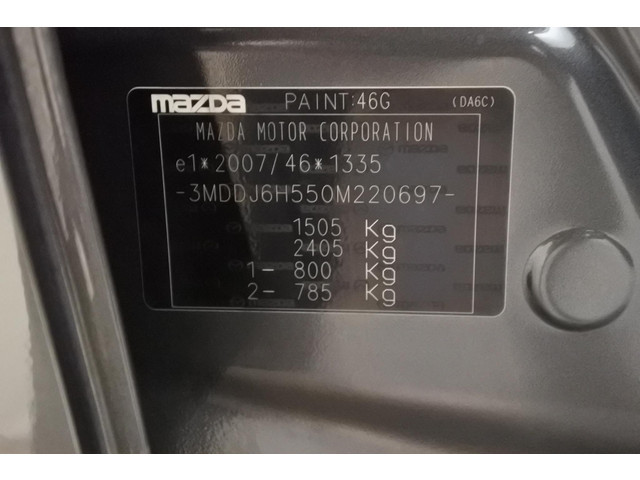 mazda PAINT:46G (DA6C)
MAZDA MOTOR CORPORATION
e1*2007/46*1335
-3MDDJ6H550M220697-
1505 Kg
2405 Kg
1- 800 Kg
2- 785 Kg